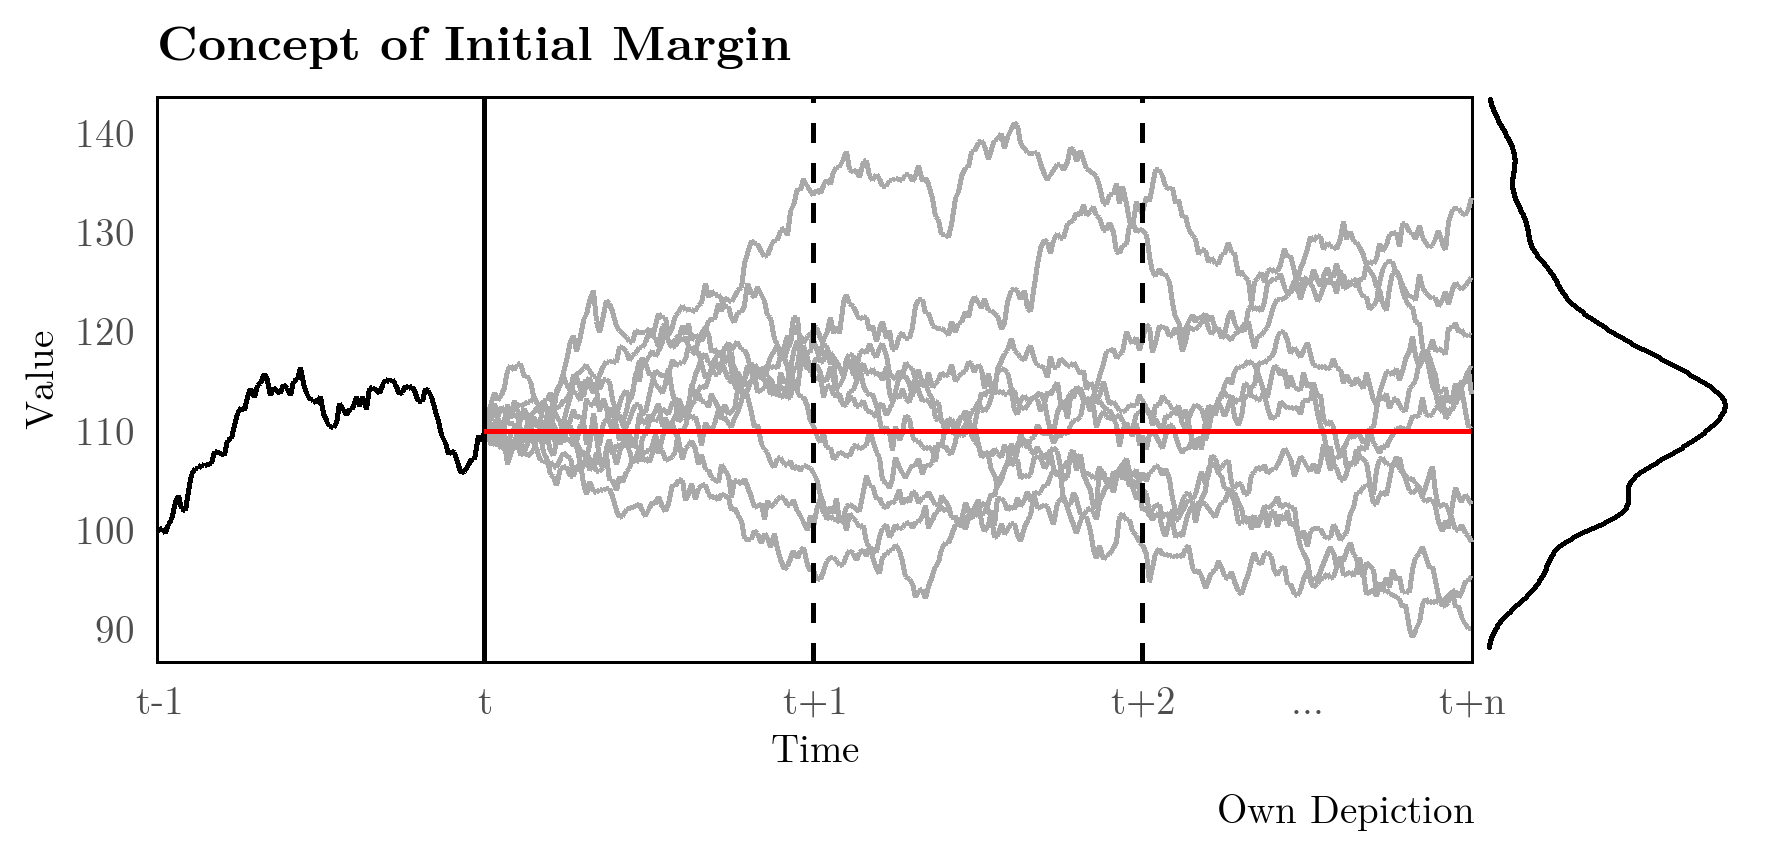 Concept of Initial Margin
140
130
120
110
100
90
Value
t-1
t
t+1
t+2
...
t+n
Time
Own Depiction